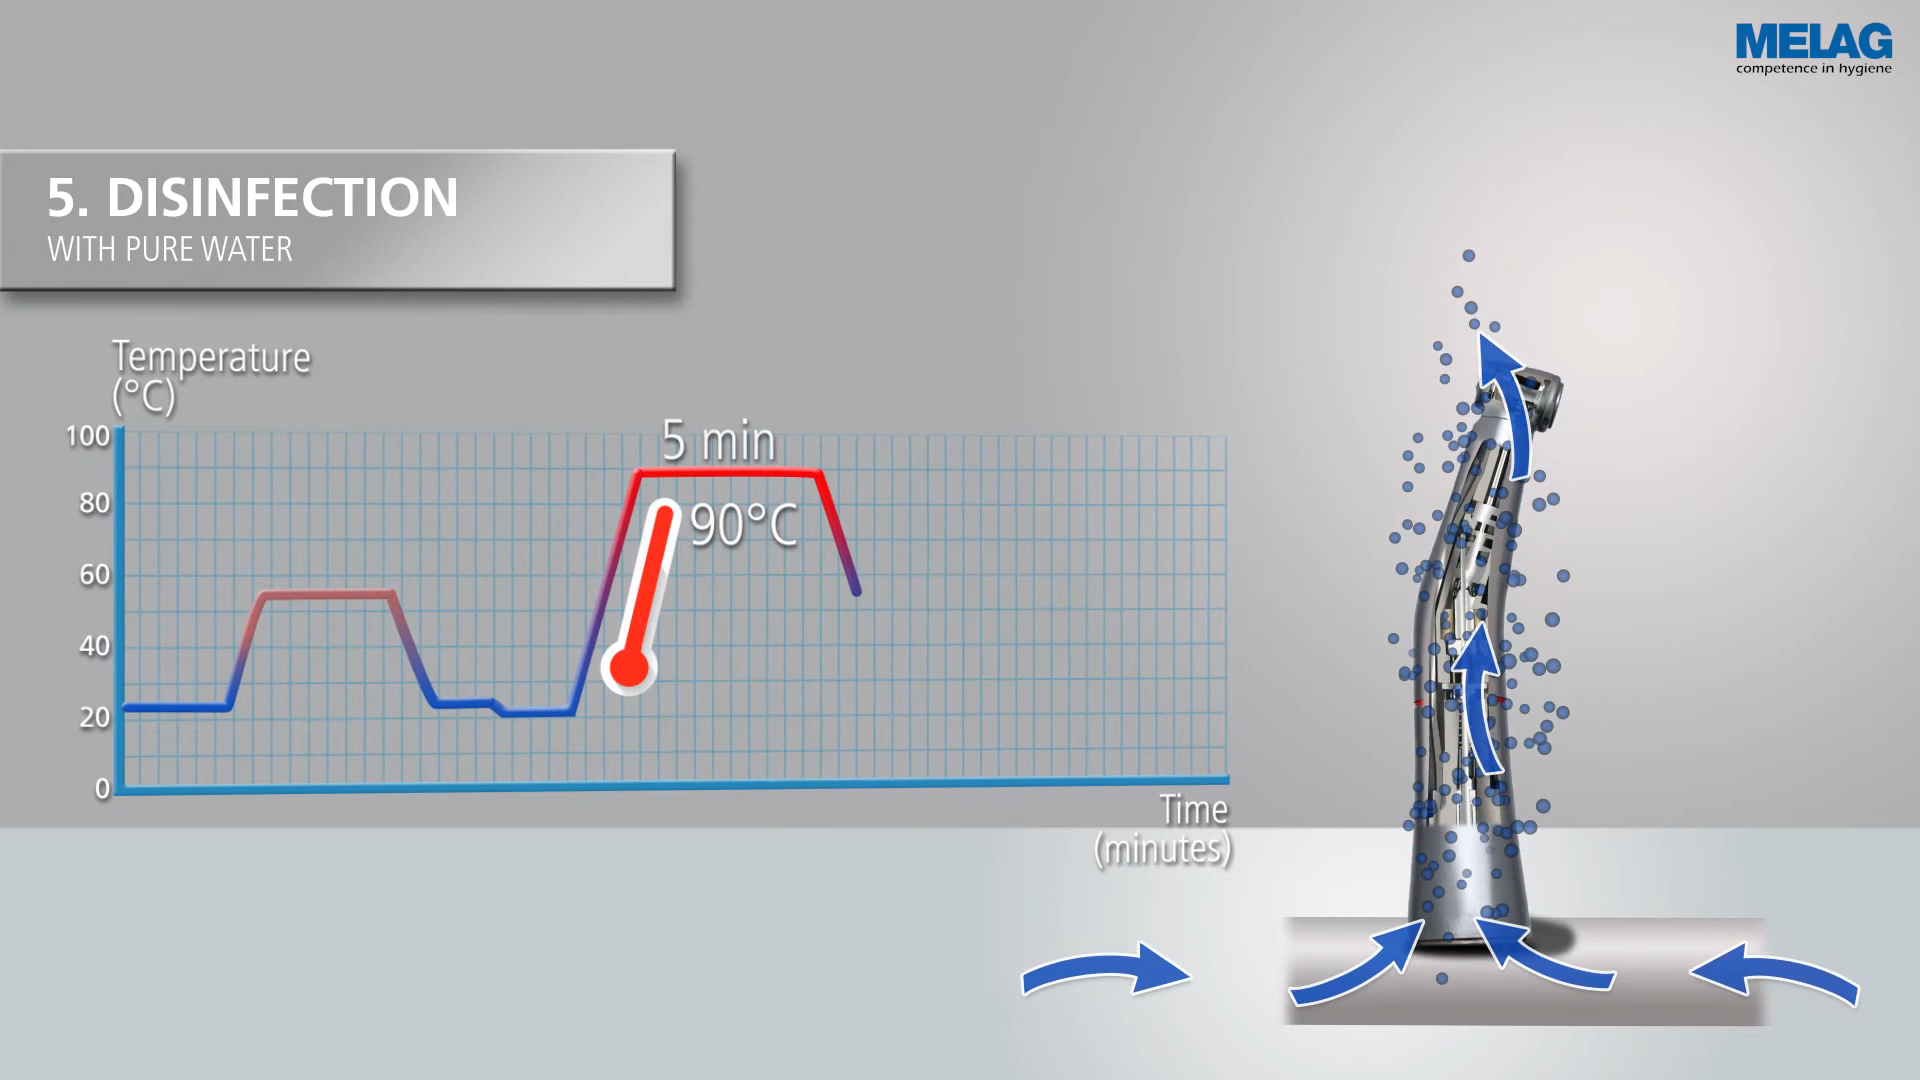 MELAG
competence in hygiene
5. DISINFECTION
WITH PURE WATER
Temperature
(°C)
100
80
60
40
20
0
5 min
90°C
Time
(minutes)